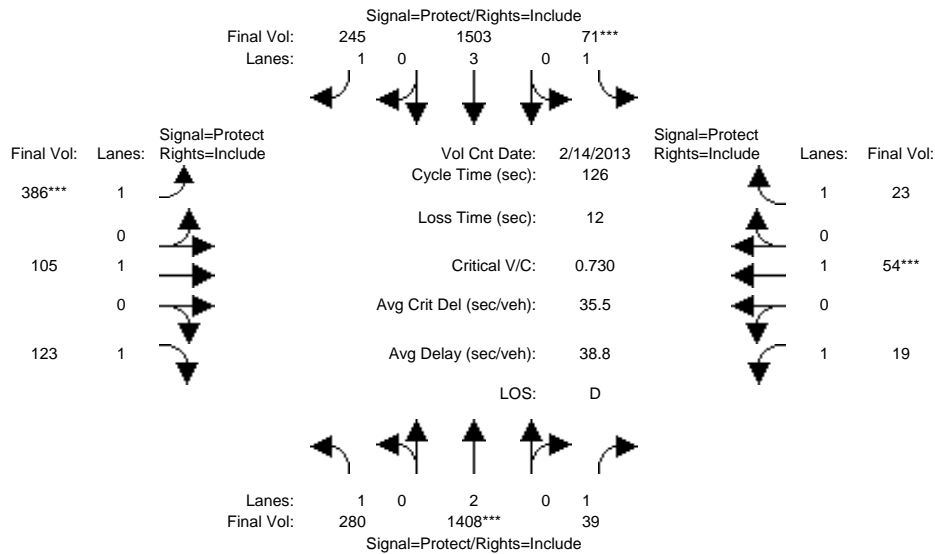 Signal=Protect/Rights=Include
Final Vol: 245 1503 71***
Lanes: 1 0 3 0 1
Signal=Protect
Final Vol: Lanes: Rights=Include
Vol Cnt Date: 2/14/2013
Signal=Protect
Rights=Include Lanes: Final Vol:
Cycle Time (sec): 126
386*** 1
1 23
Loss Time (sec): 12
0
0
105 1
Critical V/C: 0.730
1 54***
0
Avg Crit Del (sec/veh): 35.5
0
123 1
Avg Delay (sec/veh): 38.8
1 19
LOS: D
Lanes: 1 0 2 0 1
Final Vol: 280 1408*** 39
Signal=Protect/Rights=Include